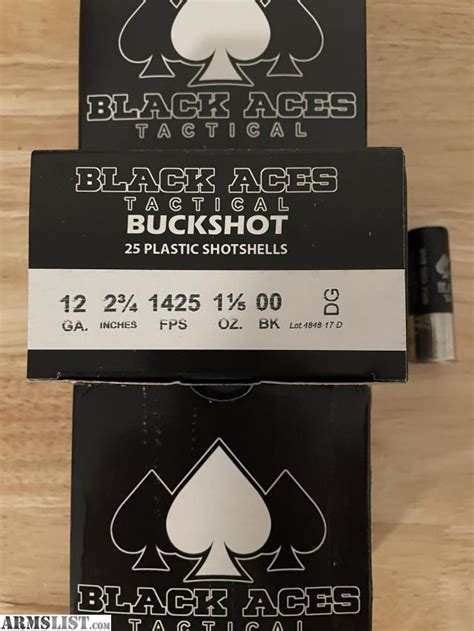 BLACK ACES
TACTICAL
BLACK ACES
TACTICAL
BUCKSHOT
25 PLASTIC SHOTSHELLS
12 2¾ 1425 1⅕ 00 DG
GA. INCHES FPS OZ. BK Lot.4848 17 D
BLACK ACES
TACTICAL
ARMSLIST.COM